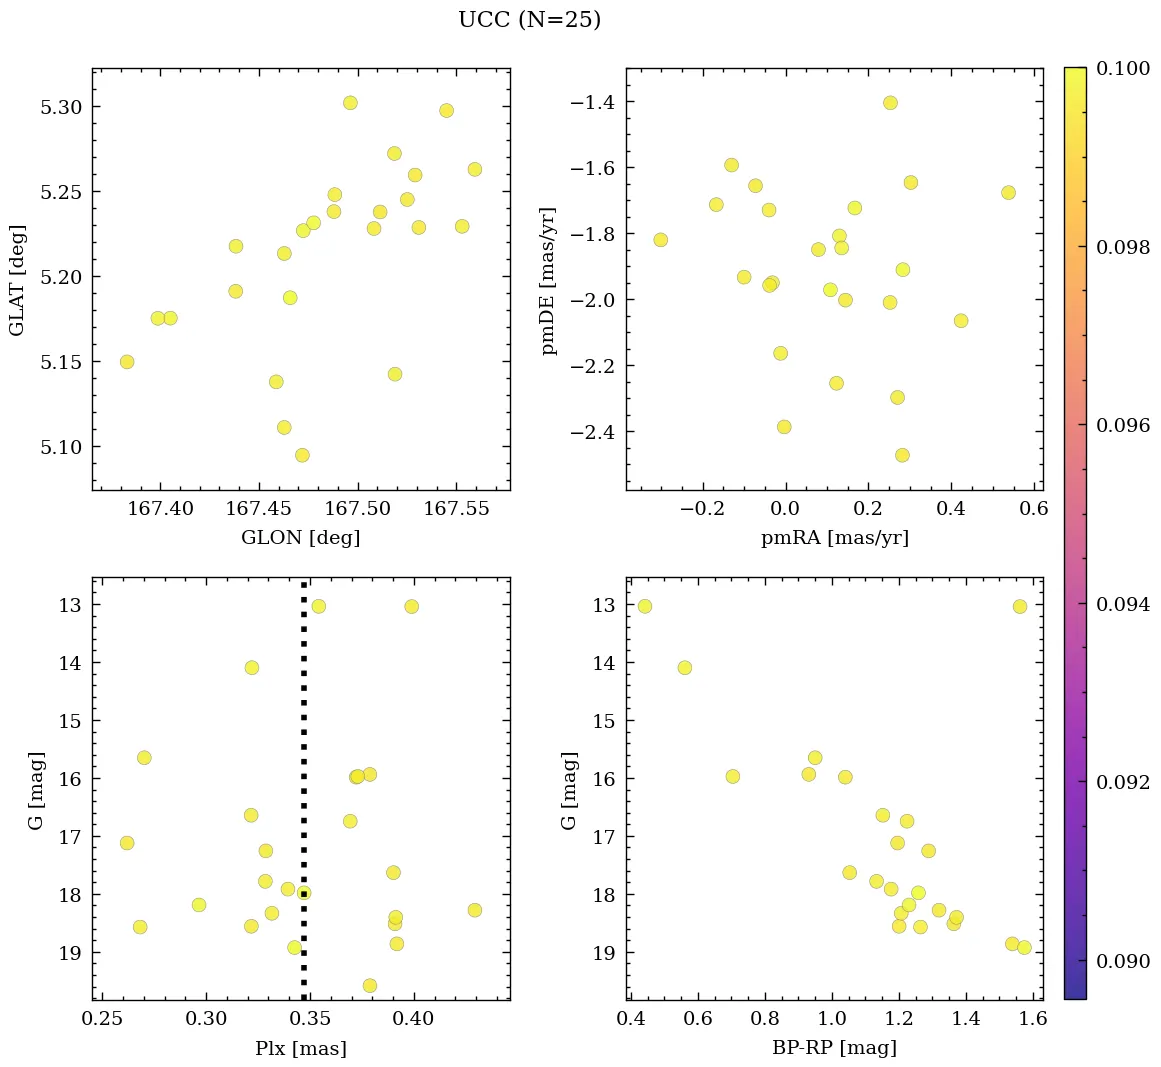 UCC (N=25)
5.30
5.25
5.20
5.15
5.10
GLAT [deg]
167.40 167.45 167.50 167.55
GLON [deg]
−1.4
−1.6
−1.8
−2.0
−2.2
−2.4
pmDE [mas/yr]
−0.2 0.0 0.2 0.4 0.6
pmRA [mas/yr]
13
14
15
16
17
18
19
G [mag]
0.25 0.30 0.35 0.40
Plx [mas]
13
14
15
16
17
18
19
G [mag]
0.4 0.6 0.8 1.0 1.2 1.4 1.6
BP-RP [mag]
0.100
0.098
0.096
0.094
0.092
0.090